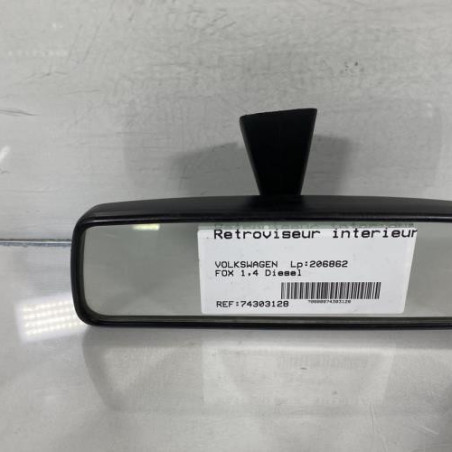 Retroviseur interieur
VOLKSWAGEN Lp:206862
FOX 1,4 Diesel
REF:74303128